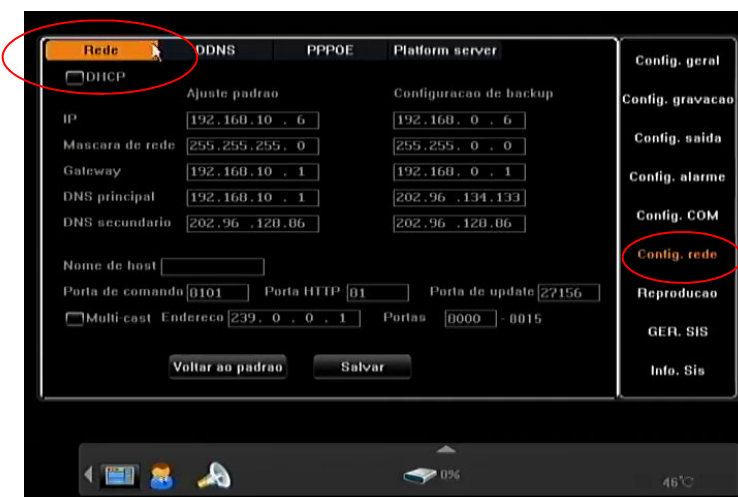 Rede DDNS PPPOE Platform server
DHCP
Ajuste padrao Configuracao de backup
IP 192.168.10 . 6 192.168. 0 . 6
Mascara de rede 255.255.255. 0 255.255. 0 . 0
Gateway 192.168.10 . 1 192.168. 0 . 1
DNS principal 192.168.10 . 1 202.96 .134.133
DNS secundario 202.96 .128.86 202.96 .128.86
Nome de host
Porta de comando 8101 Porta HTTP 81 Porta de update 27156
Multi-cast Endereco 239. 0 . 0 . 1 Portas 8000 - 8015
Voltar ao padrao Salvar
Config. geral
Config. gravacao
Config. saida
Config. alarme
Config. COM
Config. rede
Reproducao
GER. SIS
Info. Sis
0% 46°C